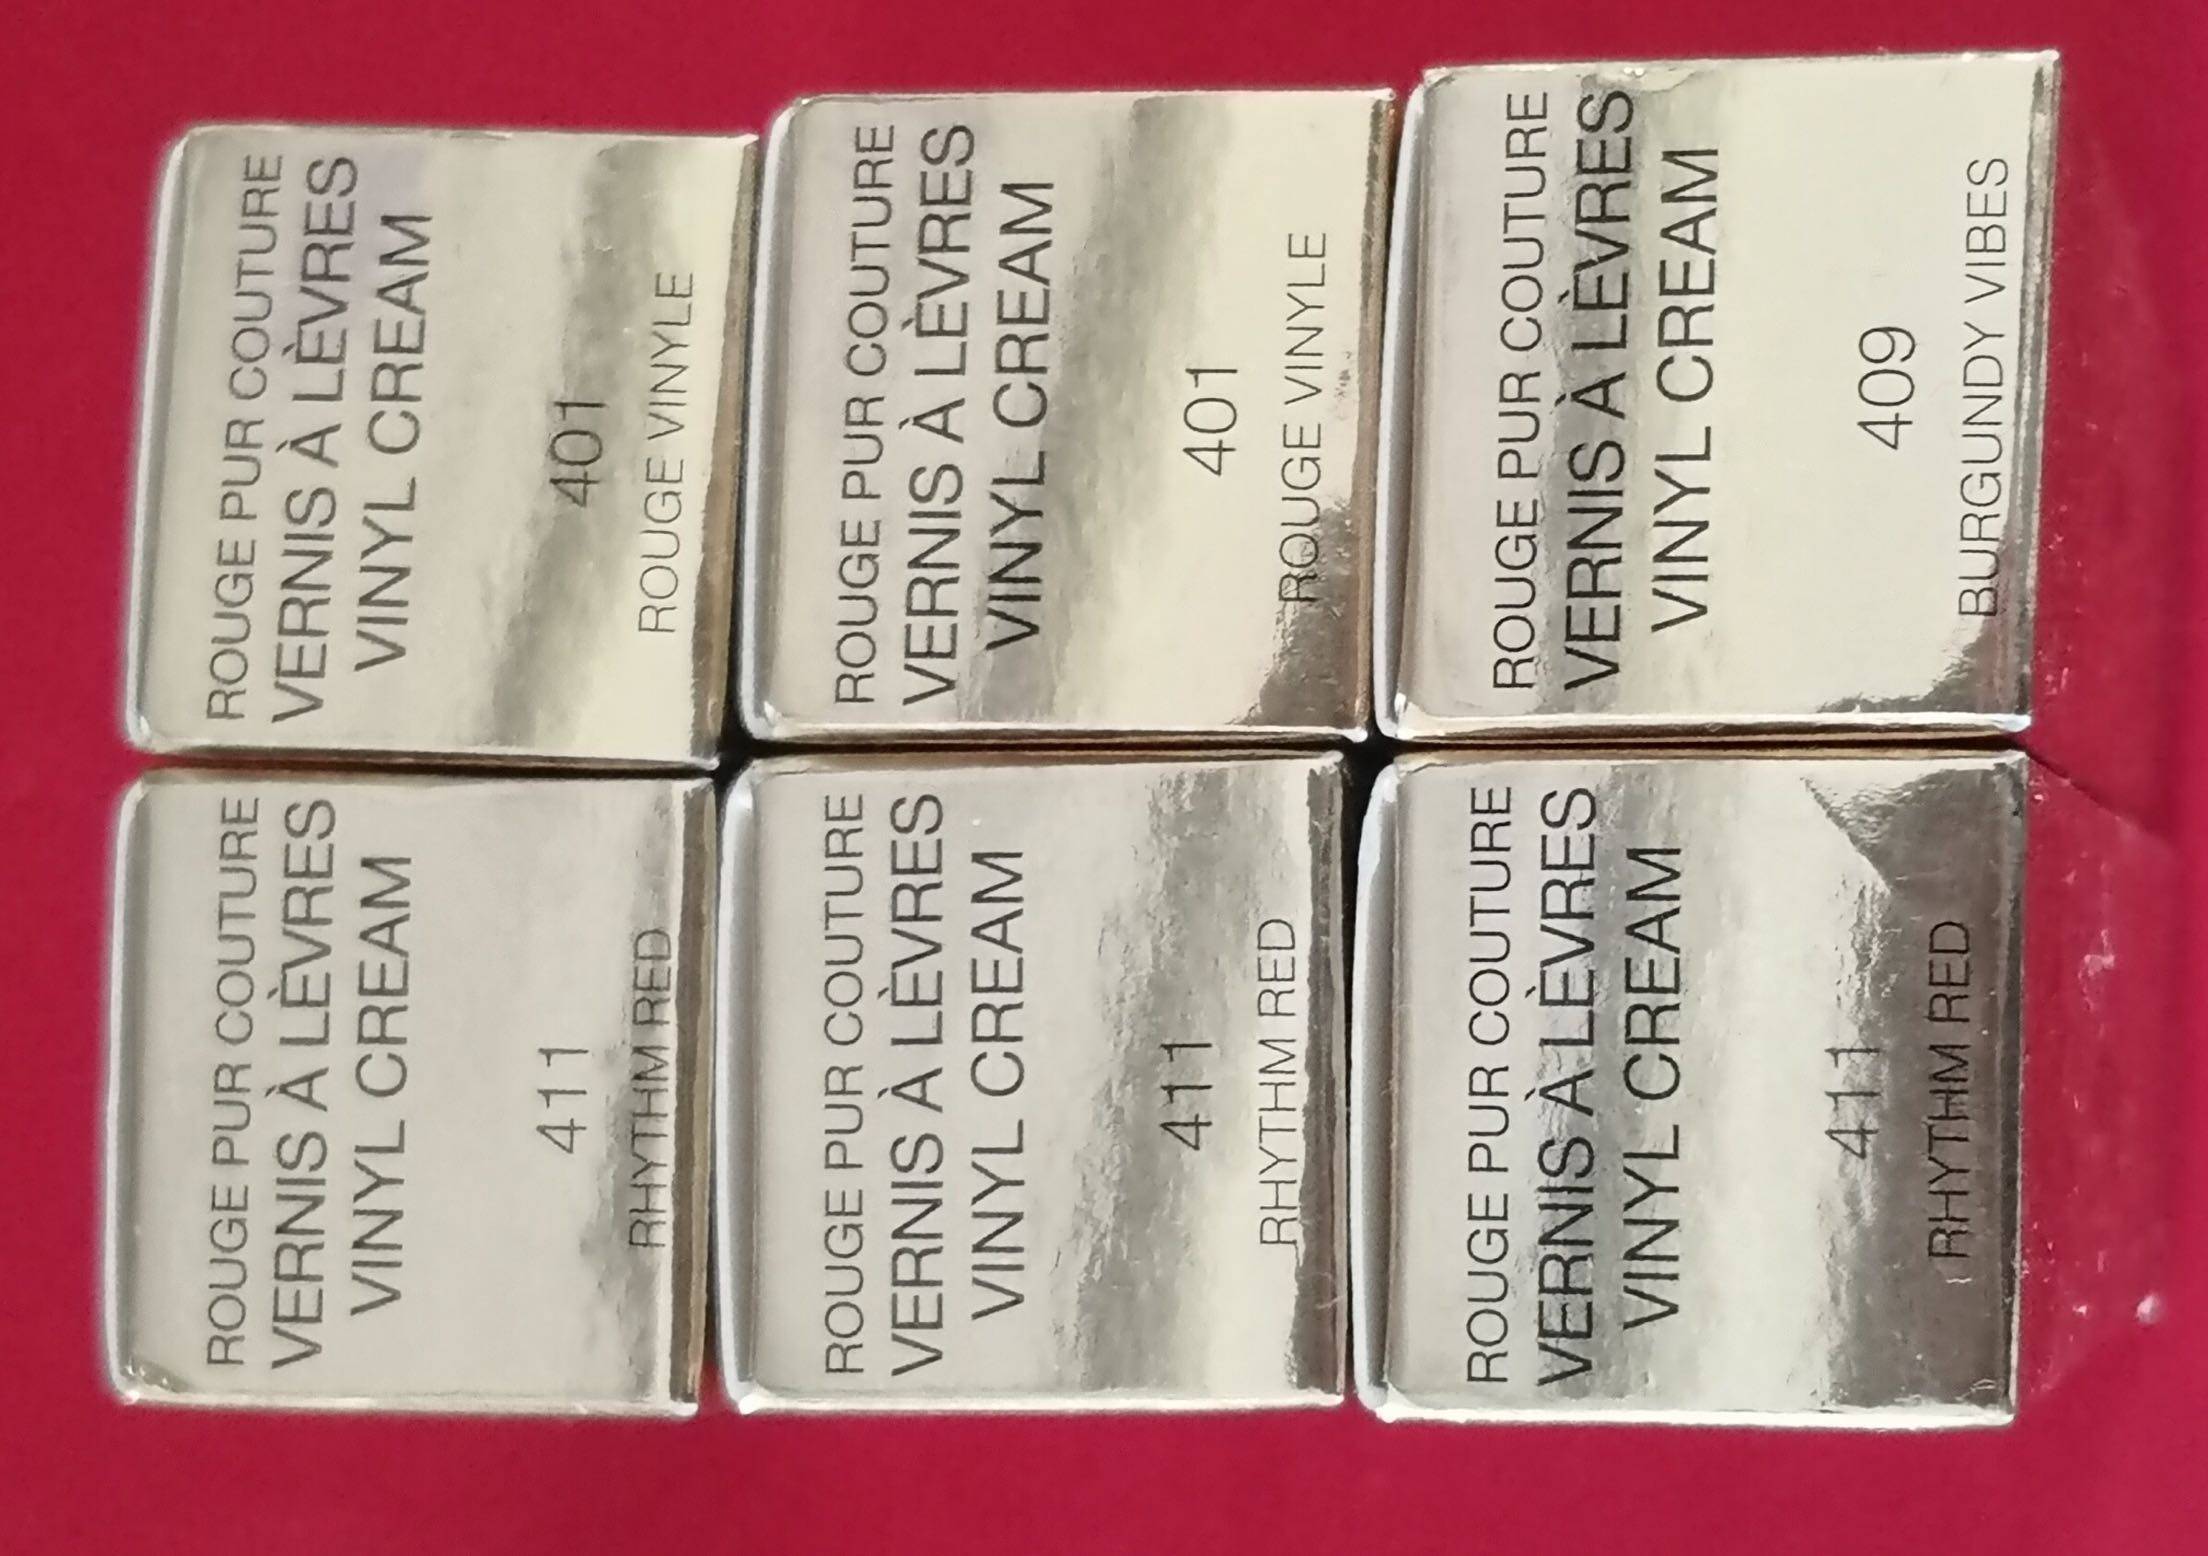 ROUGE PUR COUTURE
VERNIS À LÈVRES
VINYL CREAM
411
RHYTHM RED
ROUGE PUR COUTURE
VERNIS À LÈVRES
VINYL CREAM
401
ROUGE VINYLE
ROUGE PUR COUTURE
VERNIS À LÈVRES
VINYL CREAM
411
RHYTHM RED
ROUGE PUR COUTURE
VERNIS À LÈVRES
VINYL CREAM
401
ROUGE VINYLE
ROUGE PUR COUTURE
VERNIS À LÈVRES
VINYL CREAM
411
RHYTHM RED
ROUGE PUR COUTURE
VERNIS À LÈVRES
VINYL CREAM
409
BURGUNDY VIBES